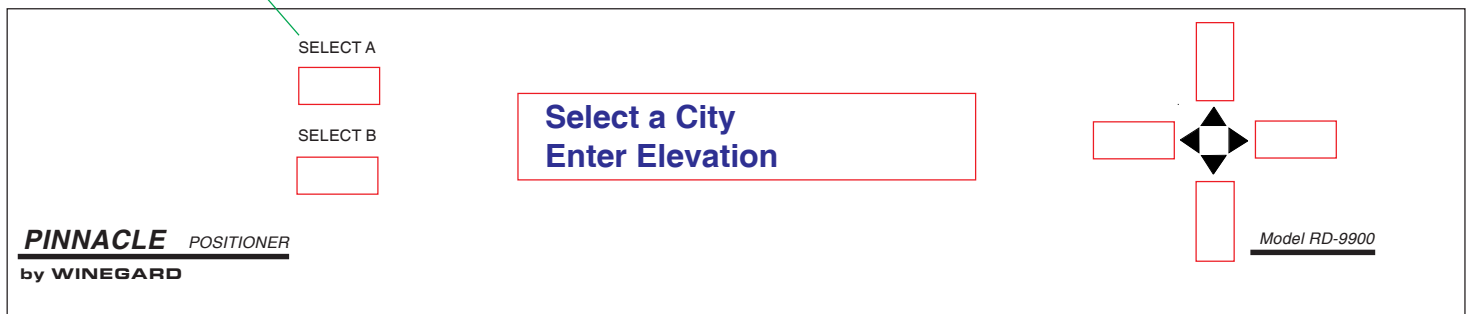 SELECT A
SELECT B
Select a City
Enter Elevation
PINNACLE POSITIONER
by WINEGARD
Model RD-9900